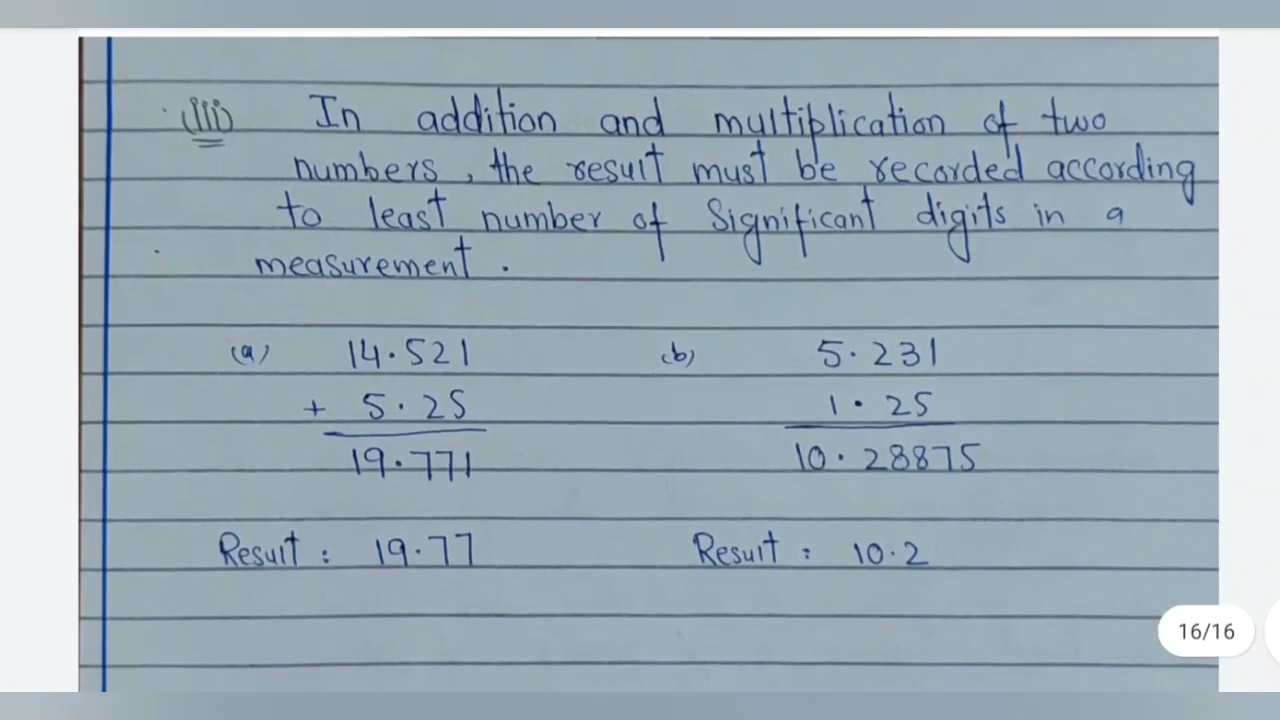 (iii) In addition and multiplication of two
numbers, the result must be recorded according
to least number of Significant digits in a
measurement.
(a) 14.521 (b) 5.231
+ 5.25 1.25
19.771 10.28875
Result : 19.77 Result : 10.2
16/16